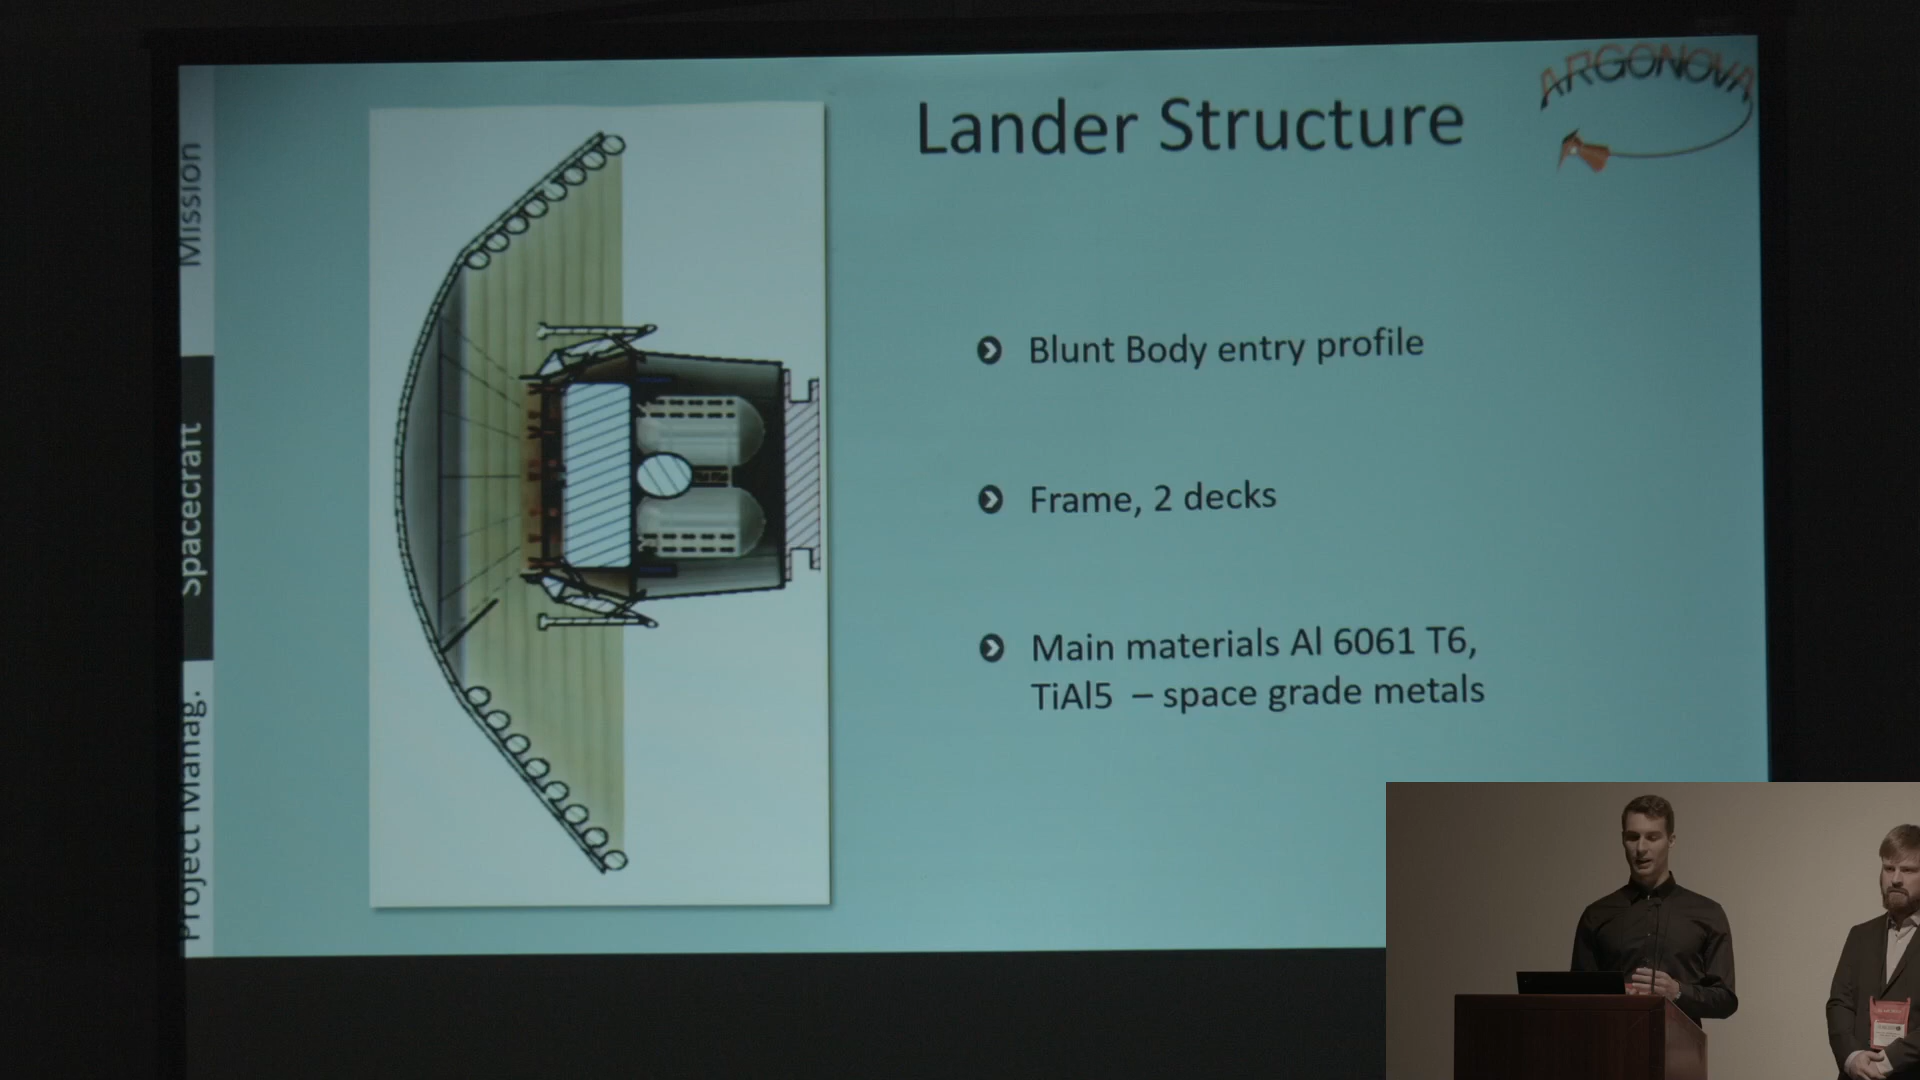 ARGONOVA
Lander Structure
Mission
Spacecraft
Project Manag.
Blunt Body entry profile
Frame, 2 decks
Main materials Al 6061 T6,
TiAl5 – space grade metals